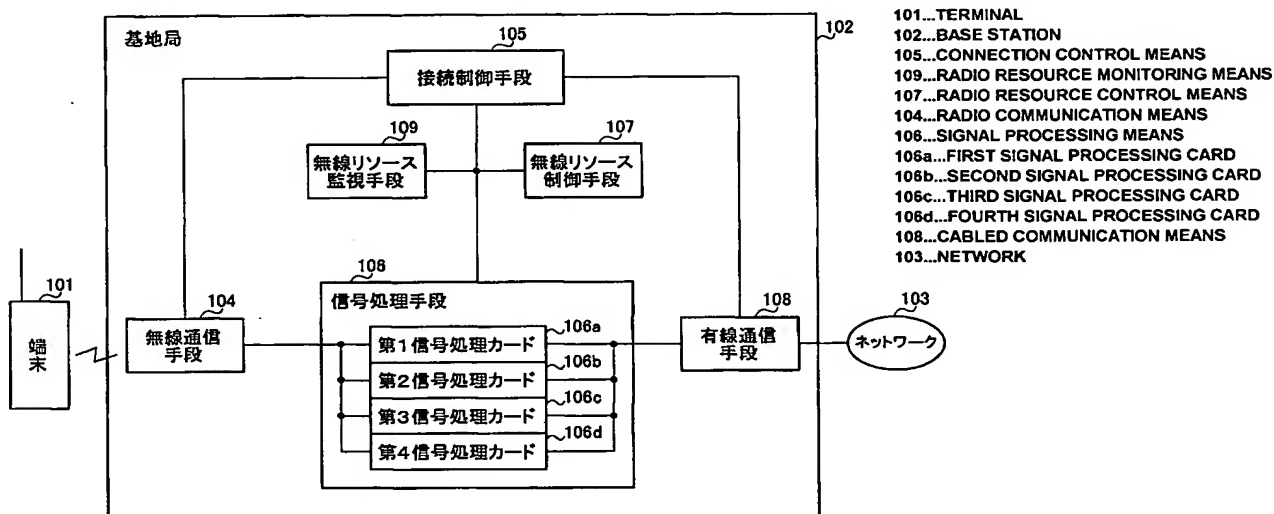 基地局
102
105
接続制御手段
109
無線リソース
監視手段
107
無線リソース
制御手段
101
端末
104
無線通信
手段
106
信号処理手段
106a
第1信号処理カード
106b
第2信号処理カード
106c
第3信号処理カード
106d
第4信号処理カード
108
有線通信
手段
103
ネットワーク
101...TERMINAL
102...BASE STATION
105...CONNECTION CONTROL MEANS
109...RADIO RESOURCE MONITORING MEANS
107...RADIO RESOURCE CONTROL MEANS
104...RADIO COMMUNICATION MEANS
106...SIGNAL PROCESSING MEANS
106a...FIRST SIGNAL PROCESSING CARD
106b...SECOND SIGNAL PROCESSING CARD
106c...THIRD SIGNAL PROCESSING CARD
106d...FOURTH SIGNAL PROCESSING CARD
108...CABLED COMMUNICATION MEANS
103...NETWORK